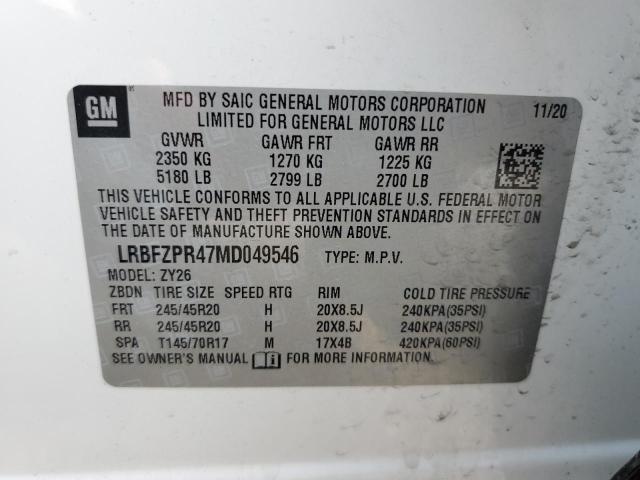 GM
MFD BY SAIC GENERAL MOTORS CORPORATION 11/20
LIMITED FOR GENERAL MOTORS LLC
GVWR GAWR FRT GAWR RR
2350 KG 1270 KG 1225 KG
5180 LB 2799 LB 2700 LB
THIS VEHICLE CONFORMS TO ALL APPLICABLE U.S. FEDERAL MOTOR
VEHICLE SAFETY AND THEFT PREVENTION STANDARDS IN EFFECT ON
THE DATE OF MANUFACTURE SHOWN ABOVE.
LRBFZPR47MD049546 TYPE: M.P.V.
MODEL: ZY26
ZBDN TIRE SIZE SPEED RTG RIM COLD TIRE PRESSURE
FRT 245/45R20 H 20X8.5J 240KPA(35PSI)
RR 245/45R20 H 20X8.5J 240KPA(35PSI)
SPA T145/70R17 M 17X4B 420KPA(60PSI)
SEE OWNER'S MANUAL FOR MORE INFORMATION